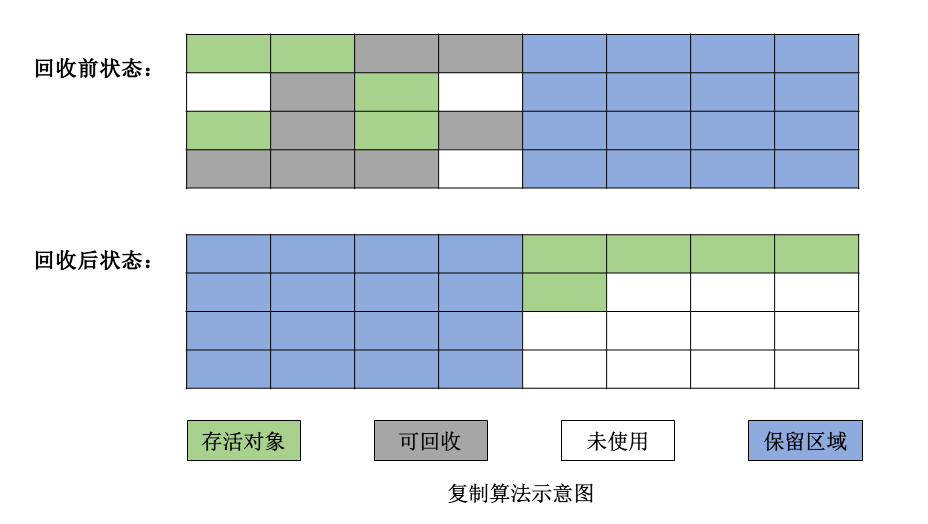 回收前状态：
回收后状态：
存活对象
可回收
未使用
保留区域
复制算法示意图